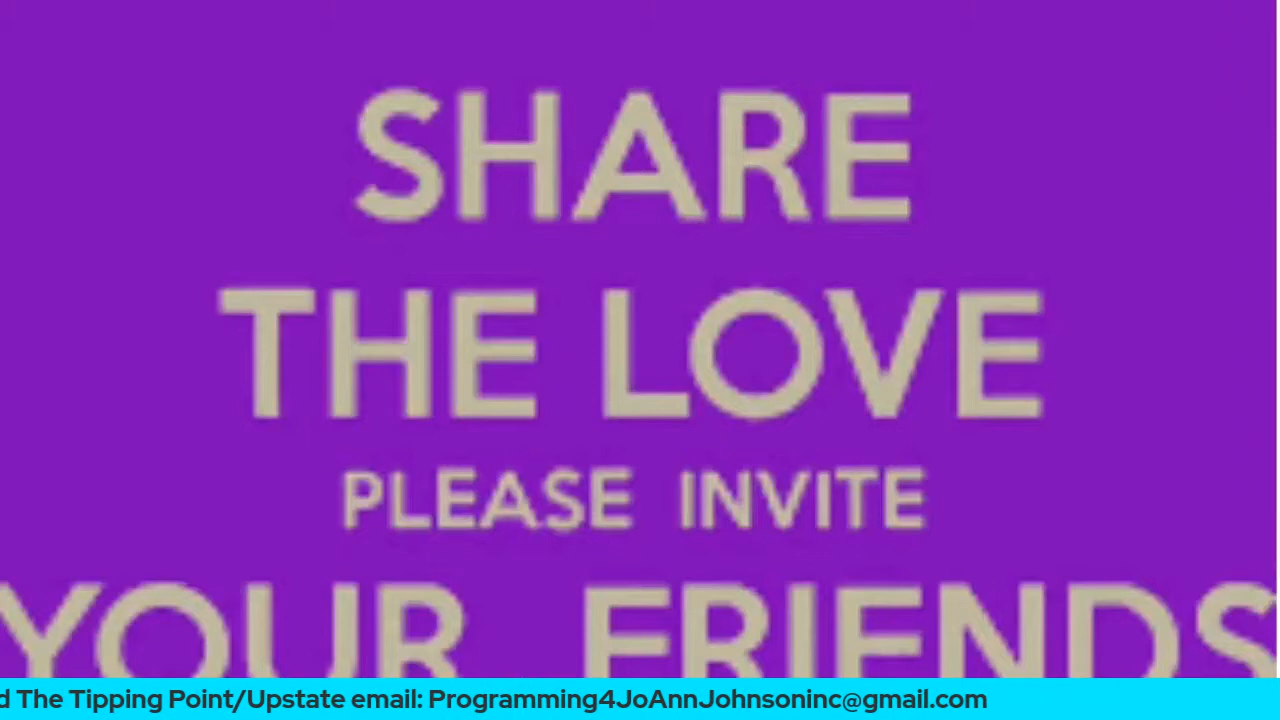 SHARE
THE LOVE
PLEASE INVITE
YOUR FRIENDS
d The Tipping Point/Upstate email: Programming4JoAnnJohnsoninc@gmail.com